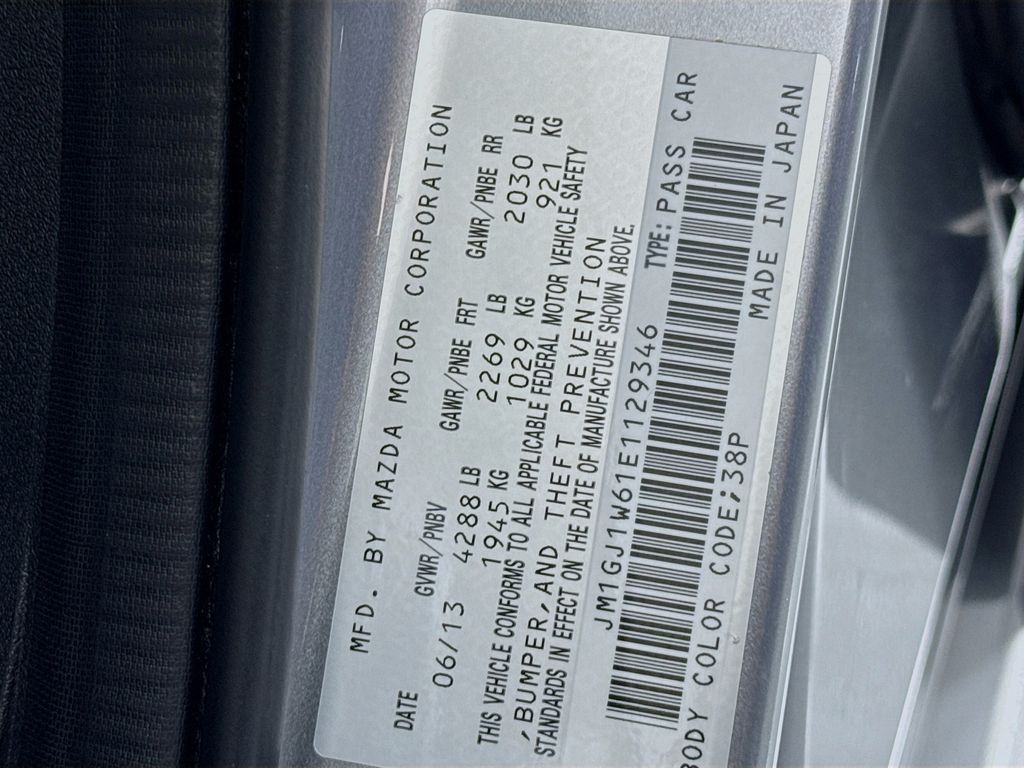 MFD. BY MAZDA MOTOR CORPORATION
DATE GVWR/PNBV GAWR/PNBE FRT GAWR/PNBE RR
06/13 4288 LB 2269 LB 2030 LB
1945 KG 1029 KG 921 KG
THIS VEHICLE CONFORMS TO ALL APPLICABLE FEDERAL MOTOR VEHICLE SAFETY
,BUMPER,AND THEFT PREVENTION
STANDARDS IN EFFECT ON THE DATE OF MANUFACTURE SHOWN ABOVE.
JM1GJ1W61E1129346 TYPE: PASS CAR
BODY COLOR CODE;38P MADE IN JAPAN